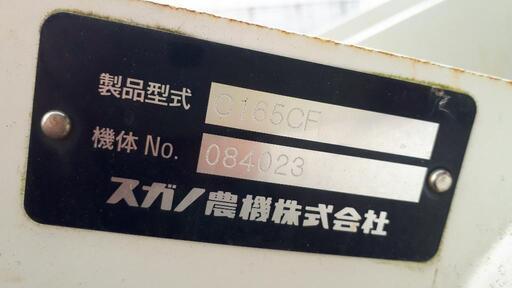 製品型式 C165CF
機体 No. 084023
スガノ農機株式会社